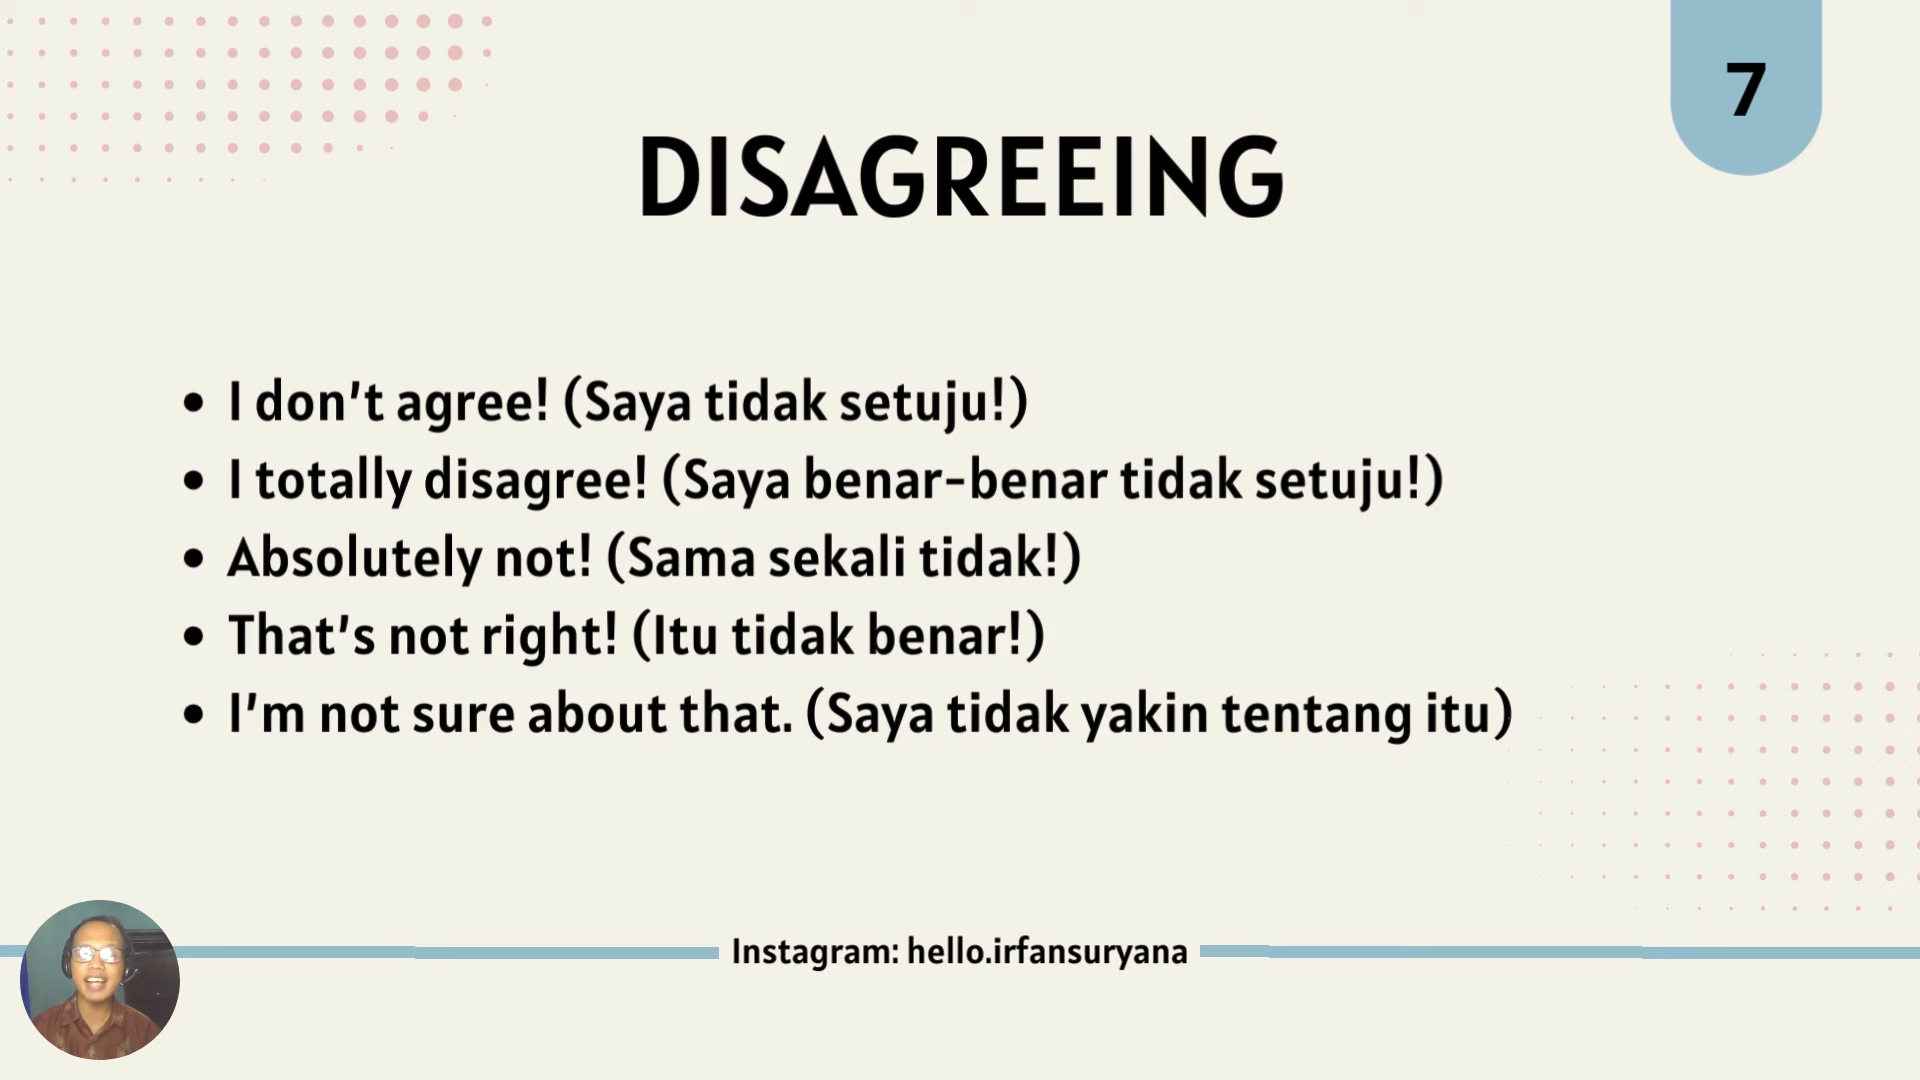 7
DISAGREEING
• I don't agree! (Saya tidak setuju!)
• I totally disagree! (Saya benar-benar tidak setuju!)
• Absolutely not! (Sama sekali tidak!)
• That's not right! (Itu tidak benar!)
• I'm not sure about that. (Saya tidak yakin tentang itu)
Instagram: hello.irfansuryana